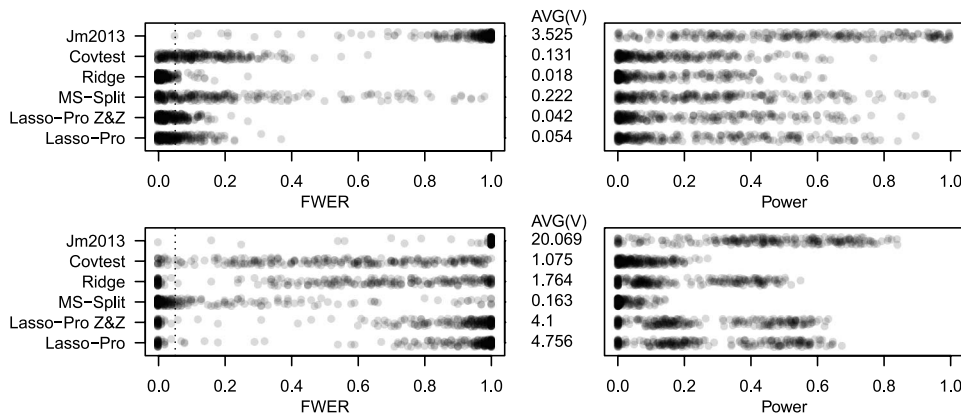 AVG(V)
Jm2013 3.525
Covtest 0.131
Ridge 0.018
MS−Split 0.222
Lasso−Pro Z&Z 0.042
Lasso−Pro 0.054
0.0 0.2 0.4 0.6 0.8 1.0 0.0 0.2 0.4 0.6 0.8 1.0
FWER Power
AVG(V)
Jm2013 20.069
Covtest 1.075
Ridge 1.764
MS−Split 0.163
Lasso−Pro Z&Z 4.1
Lasso−Pro 4.756
0.0 0.2 0.4 0.6 0.8 1.0 0.0 0.2 0.4 0.6 0.8 1.0
FWER Power